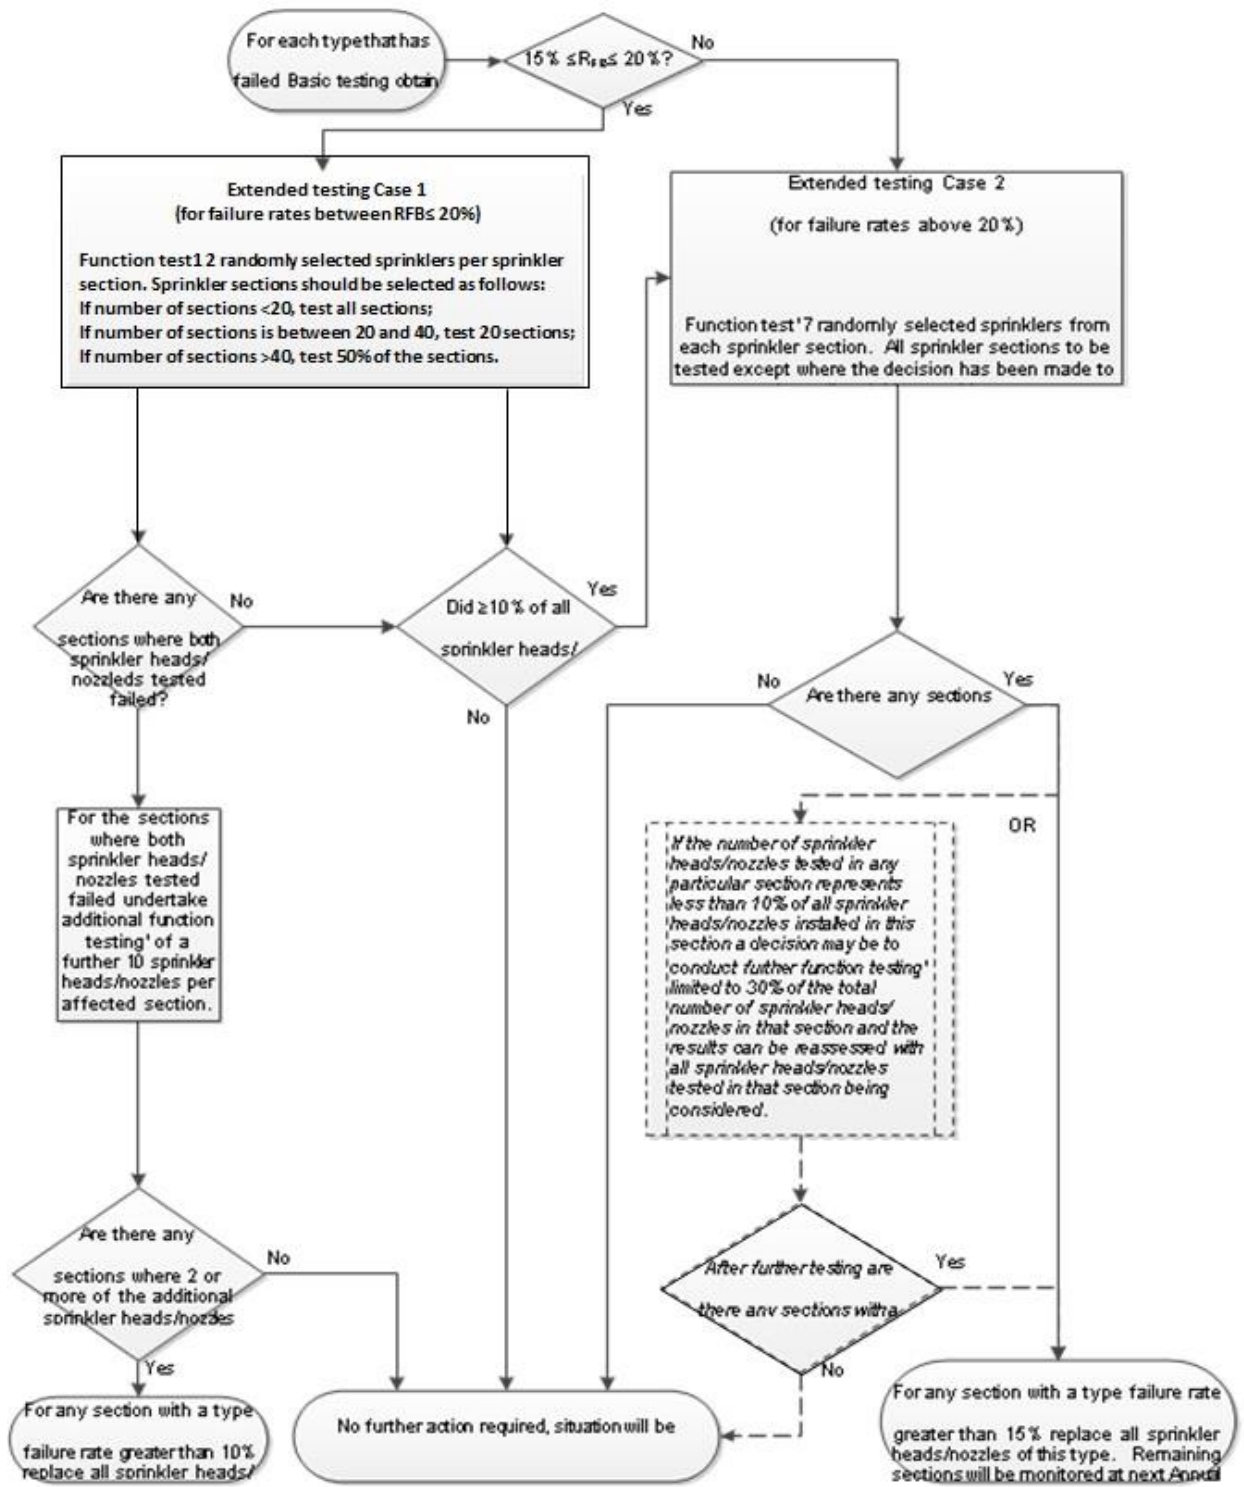 For each type that has
failed Basic testing obtain
15% ≤RFB≤ 20%?
No
Yes
Extended testing Case 1
(for failure rates between RFB≤ 20%)
Function test1 2 randomly selected sprinklers per sprinkler
section. Sprinkler sections should be selected as follows:
If number of sections <20, test all sections;
If number of sections is between 20 and 40, test 20 sections;
If number of sections >40, test 50% of the sections.
Extended testing Case 2
(for failure rates above 20%)
Function test'7 randomly selected sprinklers from
each sprinkler section. All sprinkler sections to be
tested except where the decision has been made to
Are there any
sections where both
sprinkler heads/
nozzleds tested
failed?
No
Did ≥10% of all
sprinkler heads/
Yes
No
Are there any sections
No
Yes
OR
For the sections
where both
sprinkler heads/
nozzles tested
failed undertake
additional function
testing' of a
further 10 sprinkler
heads/nozzles per
affected section.
If the number of sprinkler
heads/nozzles tested in any
particular section represents
less than 10% of all sprinkler
heads/nozzles installed in this
section a decision may be to
conduct further function testing'
limited to 30% of the total
number of sprinkler heads/
nozzles in that section and the
results can be reassessed with
all sprinkler heads/nozzles
tested in that section being
considered.
Are there any
sections where 2 or
more of the additional
sprinkler heads/nozzles
No
Yes
After further testing are
there any sections with a
Yes
No
For any section with a type
failure rate greater than 10%
replace all sprinkler heads/
No further action required, situation will be
For any section with a type failure rate
greater than 15% replace all sprinkler
heads/nozzles of this type. Remaining
sections will be monitored at next Annual